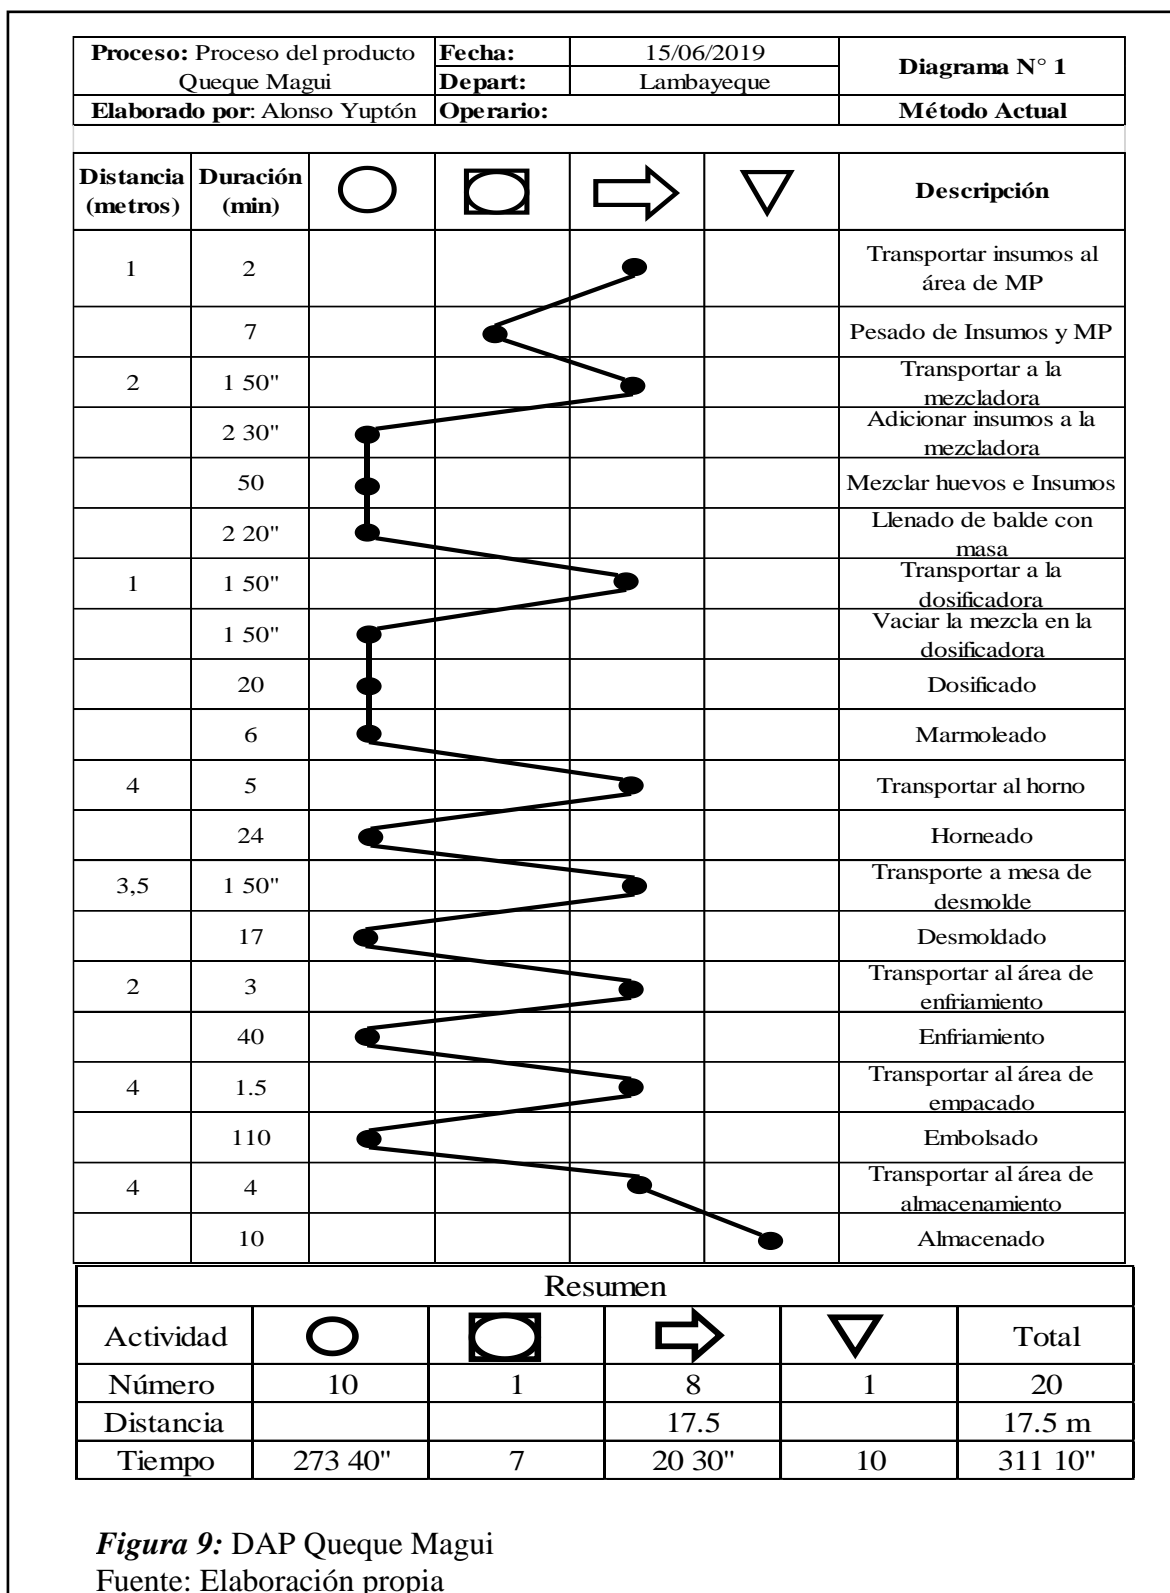 Proceso: Proceso del producto Queque Magui
Fecha: 15/06/2019
Depart: Lambayeque
Diagrama N° 1
Elaborado por: Alonso Yuptón
Operario:
Método Actual
Distancia (metros) Duración (min) Descripción
1 2 Transportar insumos al área de MP
7 Pesado de Insumos y MP
2 1 50" Transportar a la mezcladora
2 30" Adicionar insumos a la mezcladora
50 Mezclar huevos e Insumos
2 20" Llenado de balde con masa
1 1 50" Transportar a la dosificadora
1 50" Vaciar la mezcla en la dosificadora
20 Dosificado
6 Marmoleado
4 5 Transportar al horno
24 Horneado
3,5 1 50" Transporte a mesa de desmolde
17 Desmoldado
2 3 Transportar al área de enfriamiento
40 Enfriamiento
4 1.5 Transportar al área de empacado
110 Embolsado
4 4 Transportar al área de almacenamiento
10 Almacenado
Resumen
Actividad Total
Número 10 1 8 1 20
Distancia 17.5 17.5 m
Tiempo 273 40" 7 20 30" 10 311 10"
Figura 9: DAP Queque Magui
Fuente: Elaboración propia